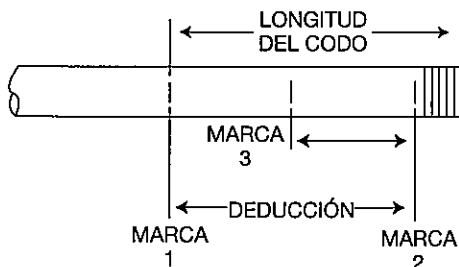 LONGITUD
DEL CODO
MARCA
3
DEDUCCIÓN
MARCA
1
MARCA
2